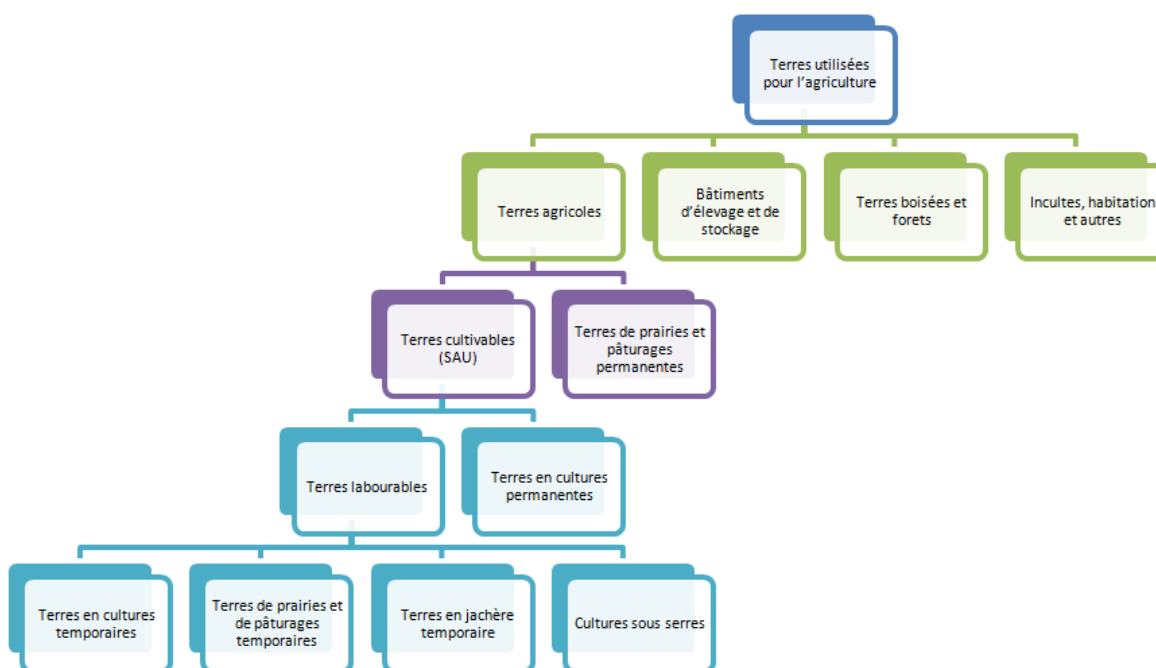 Terres utilisées
pour l'agriculture
Terres agricoles
Bâtiments
d'élevage et de
stockage
Terres boisées et
forets
Incultes, habitation
et autres
Terres cultivables
(SAU)
Terres de prairies et
pâturages
permanentes
Terres labourables
Terres en cultures
permanentes
Terres en cultures
temporaires
Terres de prairies et
de pâturages
temporaires
Terres en jachère
temporaire
Cultures sous serres